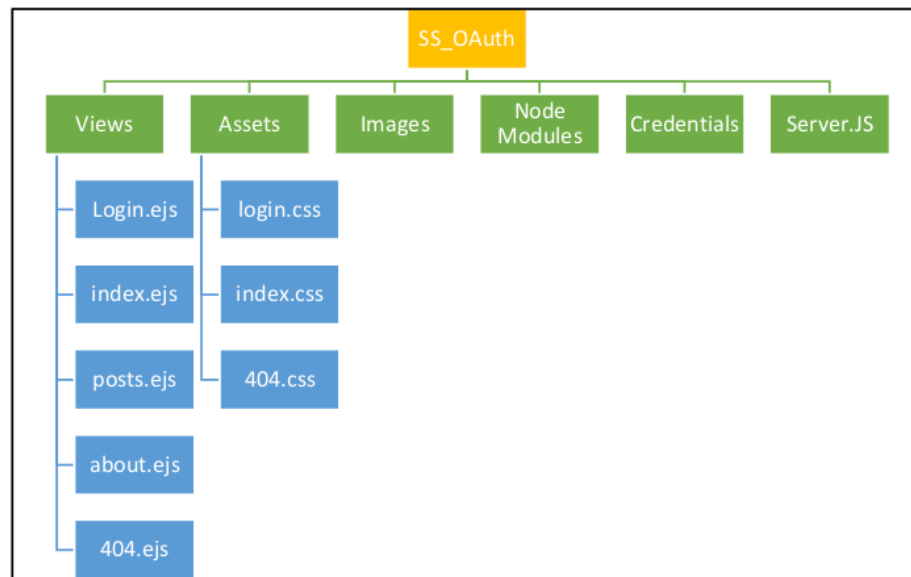 SS_OAuth
Views
Assets
Images
Node
Modules
Credentials
Server.JS
Login.ejs
login.css
index.ejs
index.css
posts.ejs
404.css
about.ejs
404.ejs